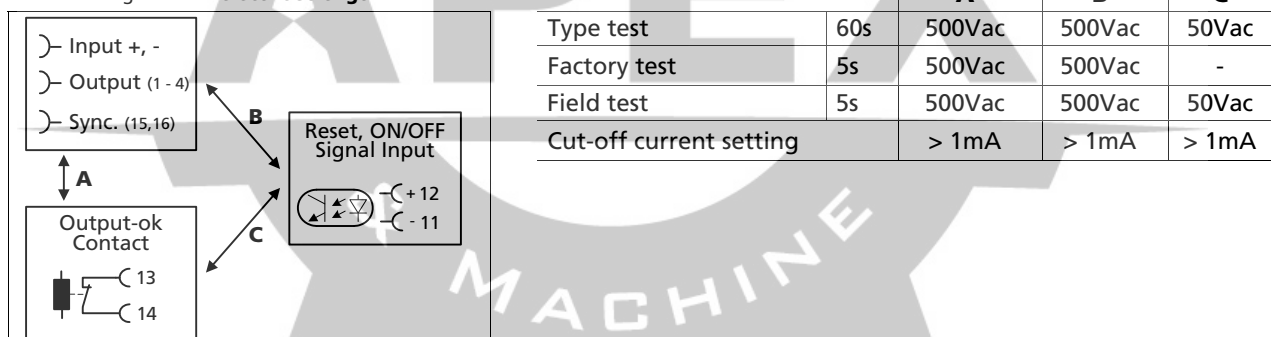 Input +, -
Output (1 - 4)
Sync. (15,16)
B
Reset, ON/OFF
Signal Input
+ 12
- 11
A
Output-ok
Contact
C
13
14
Type test 60s 500Vac 500Vac 50Vac
Factory test 5s 500Vac 500Vac -
Field test 5s 500Vac 500Vac 50Vac
Cut-off current setting > 1mA > 1mA > 1mA
MACHINE